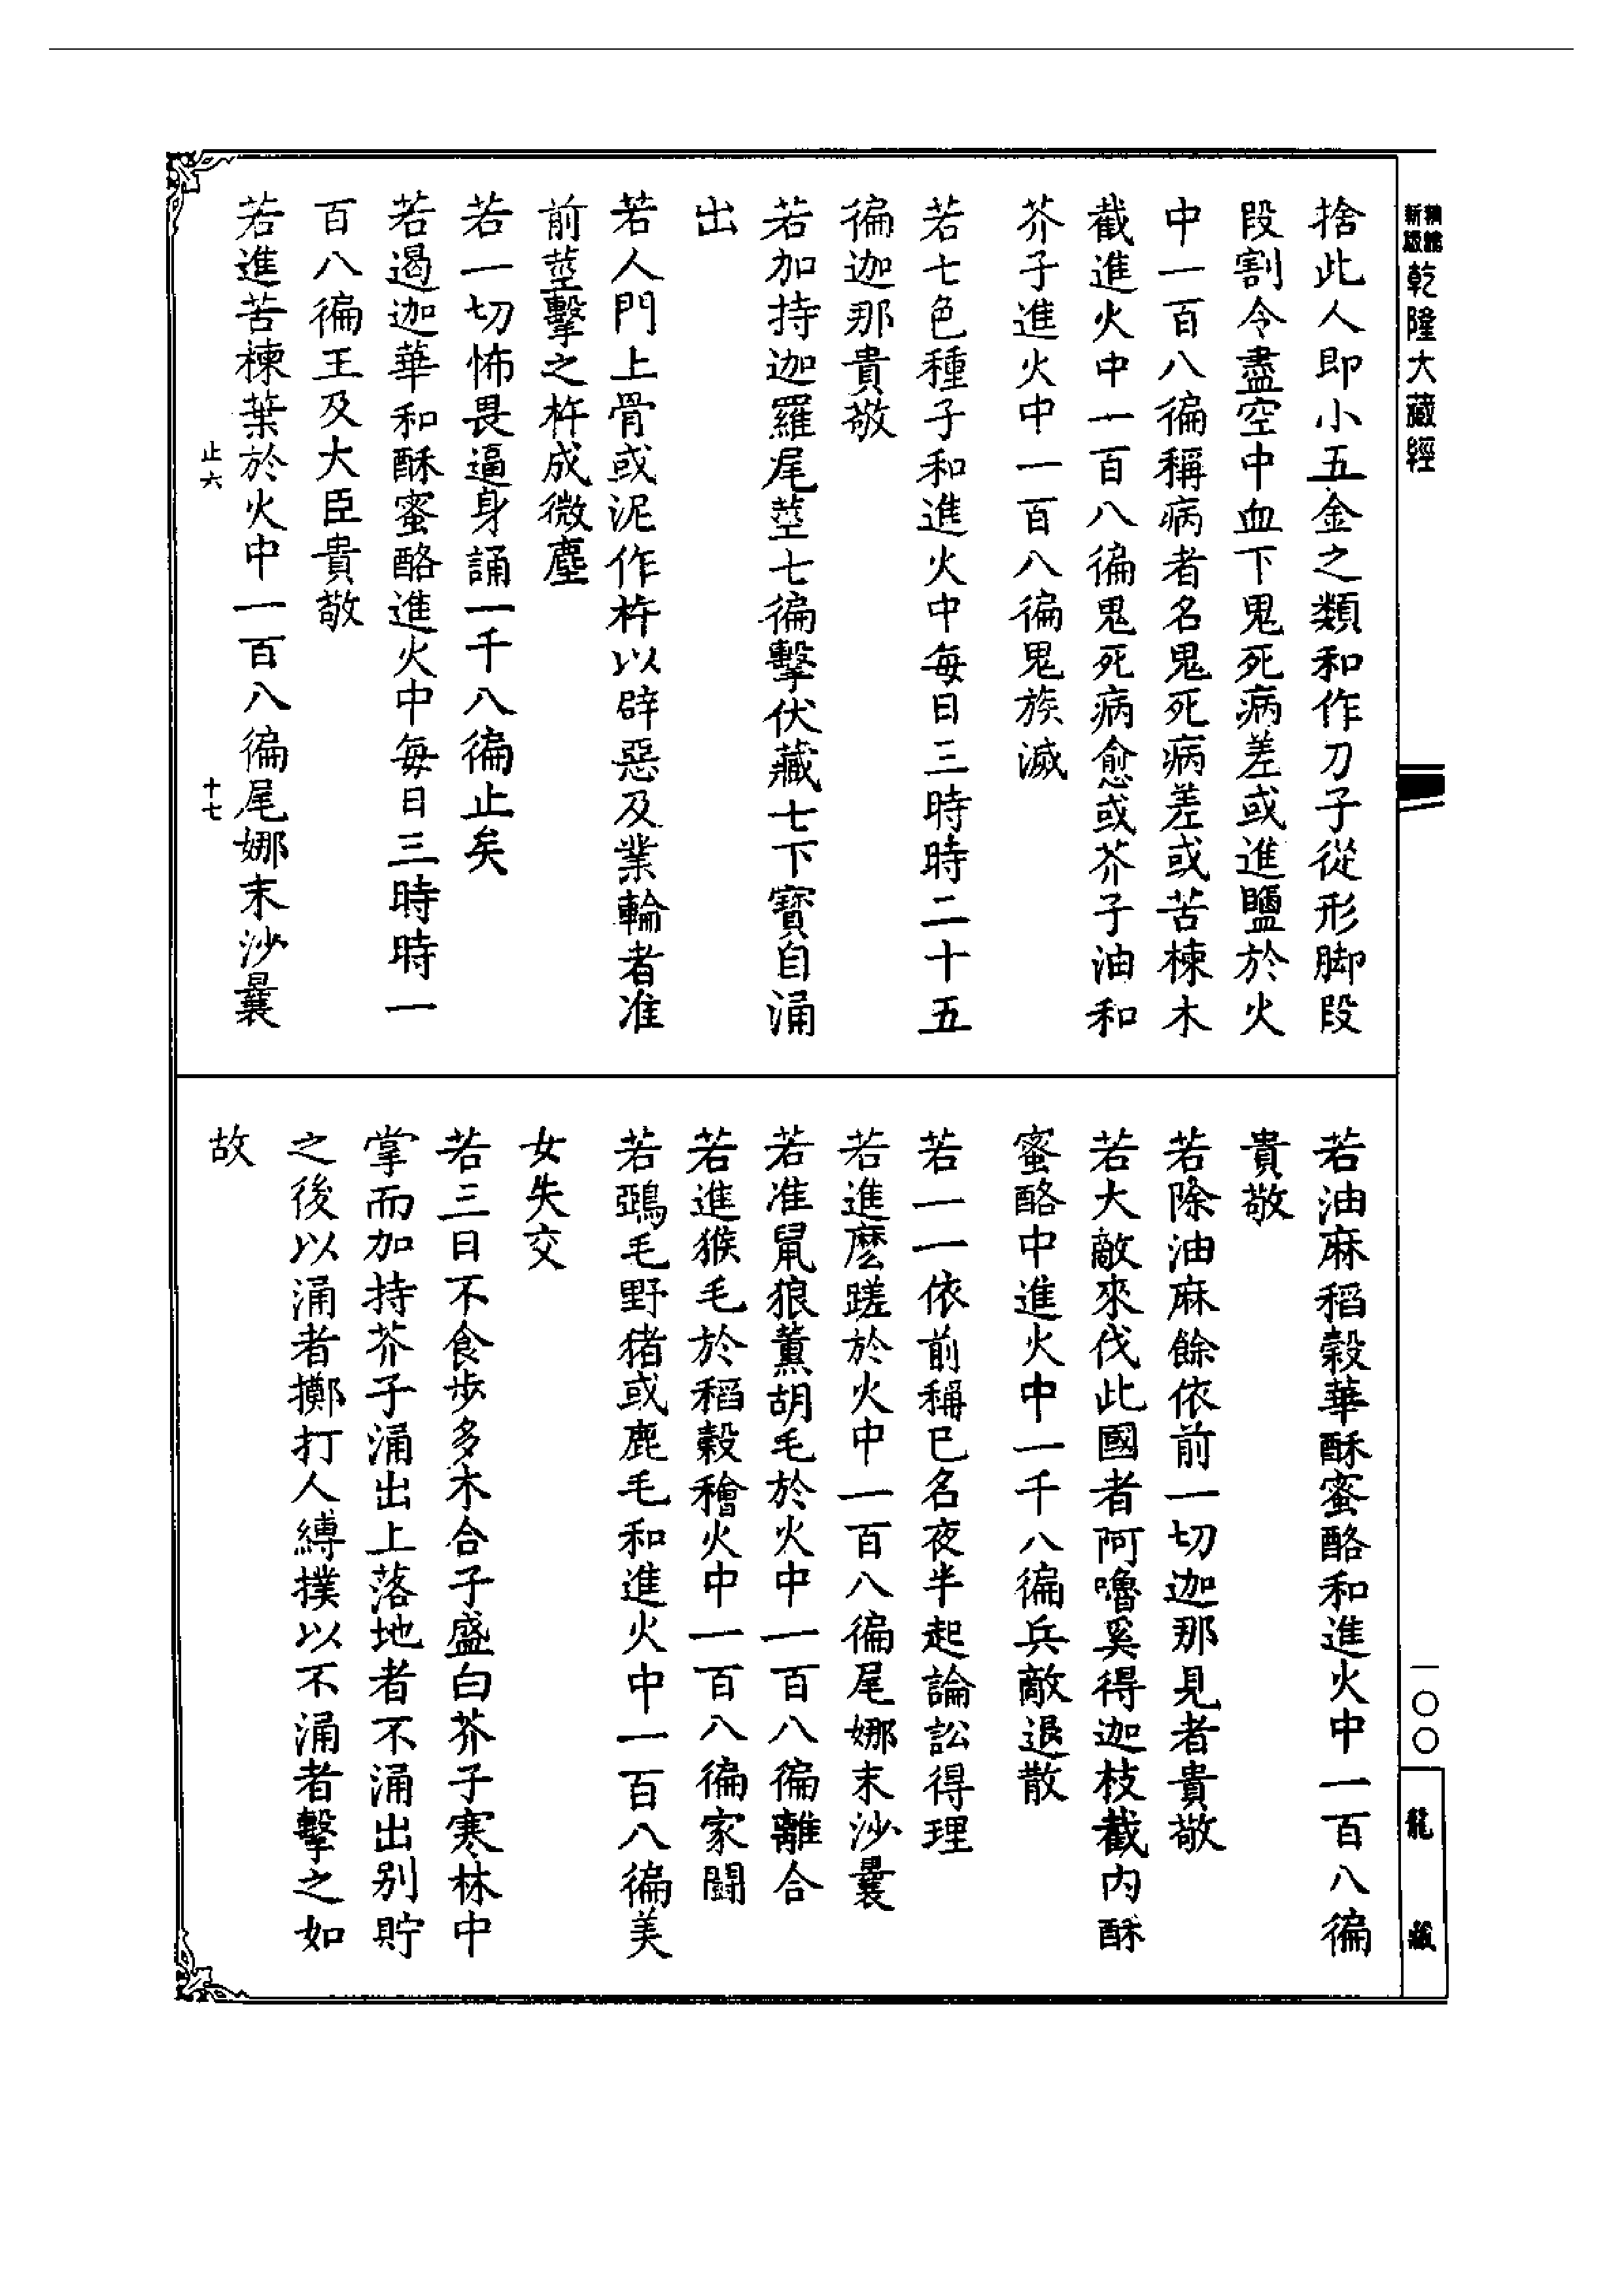 乾隆大藏經
捨此人即小五金之類和作刀子從形脚段
段割令盡空中血下鬼死病差或進鹽於火
中一百八徧稱病者名鬼死病差或苦楝木
截進火中一百八徧鬼死病愈或芥子油和
芥子進火中一百八徧鬼族滅
若七色種子和進火中每日三時時二十五
徧迦那貴敬
若加持迦羅尾莖七徧擊伏藏七下寶自涌
出
若人門上骨或泥作杵以辟惡及業輪者准
前莖擊之杵成微塵
若一切怖畏逼身誦一千八徧止矣
若遏迦華和酥蜜酪進火中每日三時時一
百八徧王及大臣貴敬
若進苦楝葉於火中一百八徧尾娜末沙曩
止六
十七
若油麻稻穀華酥蜜酪和進火中一百八徧
貴敬
若除油麻餘依前一切迦那見者貴敬
若大敵來伐此國者阿嚕奚得迦枝截内酥
蜜酪中進火中一千八徧兵敵退散
若一一依前稱已名夜半起論訟得理
若進麽蹉於火中一百八徧尾娜末沙曩
若准鼠狼薰胡毛於火中一百八徧離合
若進猴毛於稻穀穭火中一百八徧家鬪
若鵶毛野猪或鹿毛和進火中一百八徧美
女失交
若三日不食步多木合子盛白芥子寒林中
掌而加持芥子涌出上落地者不涌出别貯
之後以涌者擲打人縛撲以不涌者擊之如
故
一〇〇
龍藏